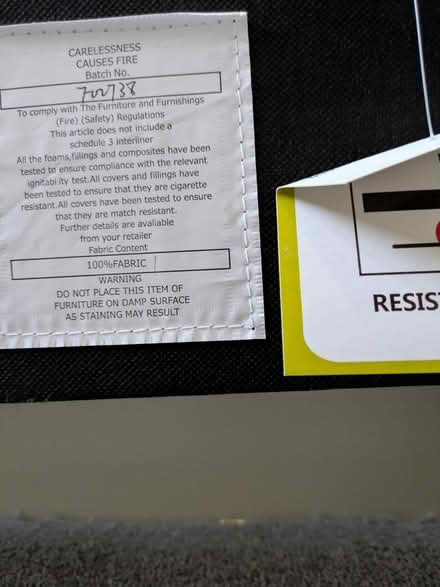 CARELESSNESS
CAUSES FIRE
Batch No.
700738
To comply with The Furniture and Furnishings
(Fire) (Safety) Regulations
This article does not include a
schedule 3 interliner
All the foams,fillings and composites have been
tested to ensure compliance with the relevant
ignitabi ity test.All covers and fillings have
been tested to ensure that they are cigarette
resistant.All covers have been tested to ensure
that they are match resistant.
Further details are available
from your retailer
Fabric Content
100%FABRIC
WARNING
DO NOT PLACE THIS ITEM OF
FURNITURE ON DAMP SURFACE
AS STAINING MAY RESULT
RESIS